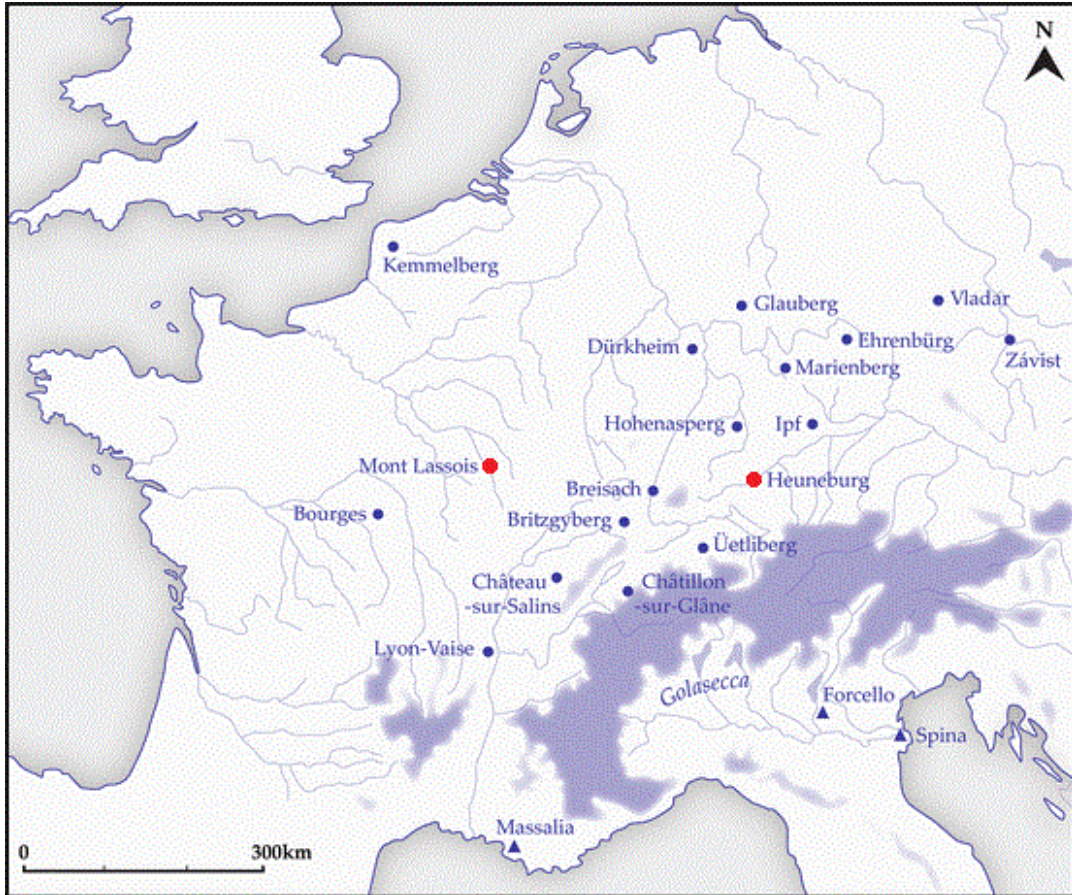 N
Kemmelberg
Glauberg
Vladar
Ehrenbürg
Dürkheim
Závist
Marienberg
Hohenasperg
Ipf
Mont Lassois
Heuneburg
Breisach
Bourges
Britzgyberg
Üetliberg
Château
-sur-Salins
Châtillon
-sur-Glâne
Lyon-Vaise
Golasecca
Forcello
Spina
Massalia
0
300km